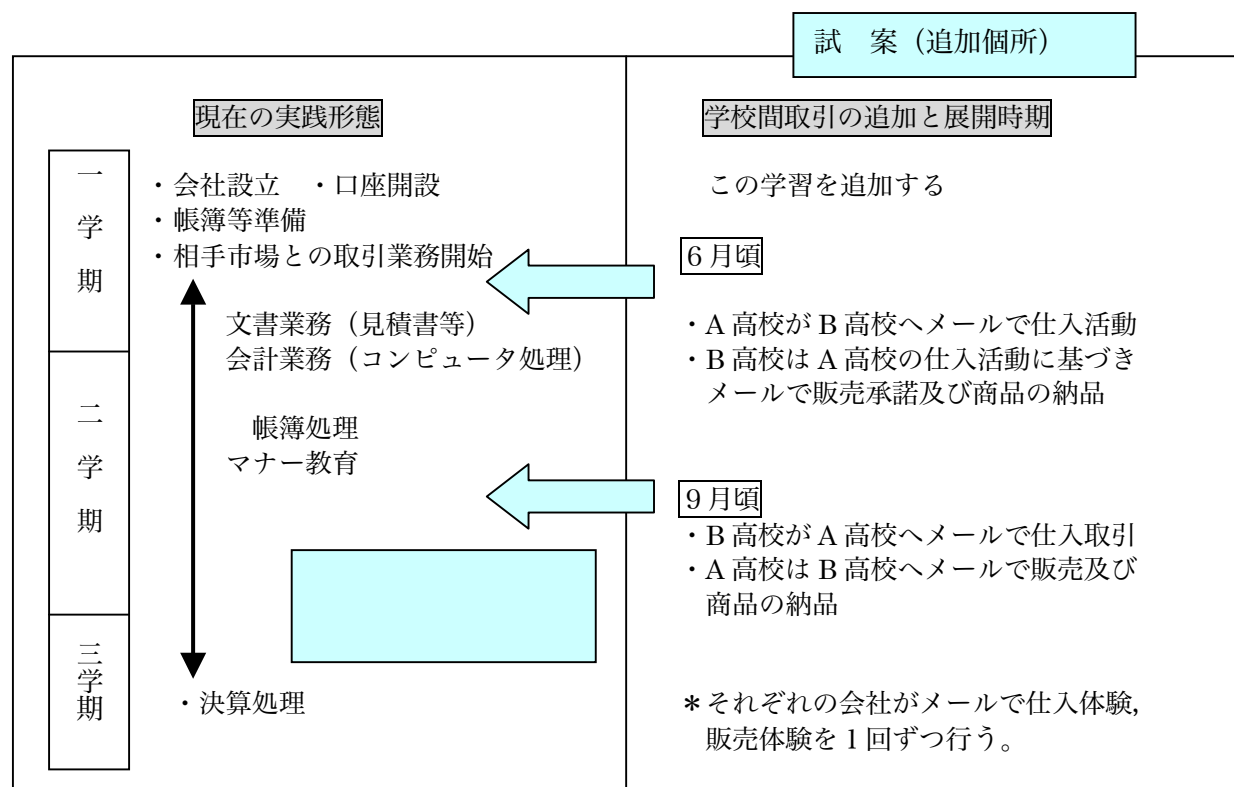 試　案（追加個所）
現在の実践形態
一学期
・会社設立　・口座開設
・帳簿等準備
・相手市場との取引業務開始
文書業務（見積書等）
会計業務（コンピュータ処理）
二学期
帳簿処理
マナー教育
三学期
・決算処理
学校間取引の追加と展開時期
この学習を追加する
６月頃
・A 高校が B 高校へメールで仕入活動
・B 高校は A 高校の仕入活動に基づき
メールで販売承諾及び商品の納品
９月頃
・B 高校が A 高校へメールで仕入取引
・A 高校は B 高校へメールで販売及び
商品の納品
＊それぞれの会社がメールで仕入体験,
販売体験を１回ずつ行う。